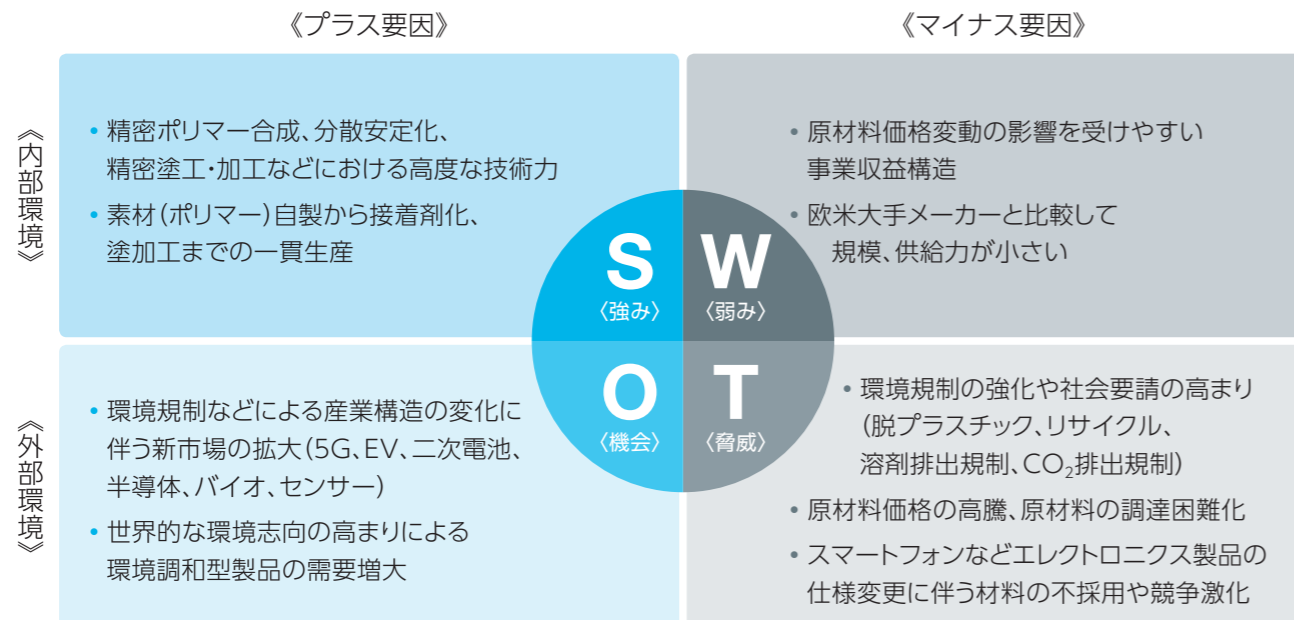 《プラス要因》
《マイナス要因》
《内部環境》
• 精密ポリマー合成、分散安定化、
精密塗工・加工などにおける高度な技術力
• 素材(ポリマー)自製から接着剤化、
塗加工までの一貫生産
• 原材料価格変動の影響を受けやすい
事業収益構造
• 欧米大手メーカーと比較して
規模、供給力が小さい
S
〈強み〉
W
〈弱み〉
《外部環境》
• 環境規制などによる産業構造の変化に
伴う新市場の拡大(5G、EV、二次電池、
半導体、バイオ、センサー)
• 世界的な環境志向の高まりによる
環境調和型製品の需要増大
O
〈機会〉
T
〈脅威〉
• 環境規制の強化や社会要請の高まり
(脱プラスチック、リサイクル、
溶剤排出規制、CO₂排出規制)
• 原材料価格の高騰、原材料の調達困難化
• スマートフォンなどエレクトロニクス製品の
仕様変更に伴う材料の不採用や競争激化